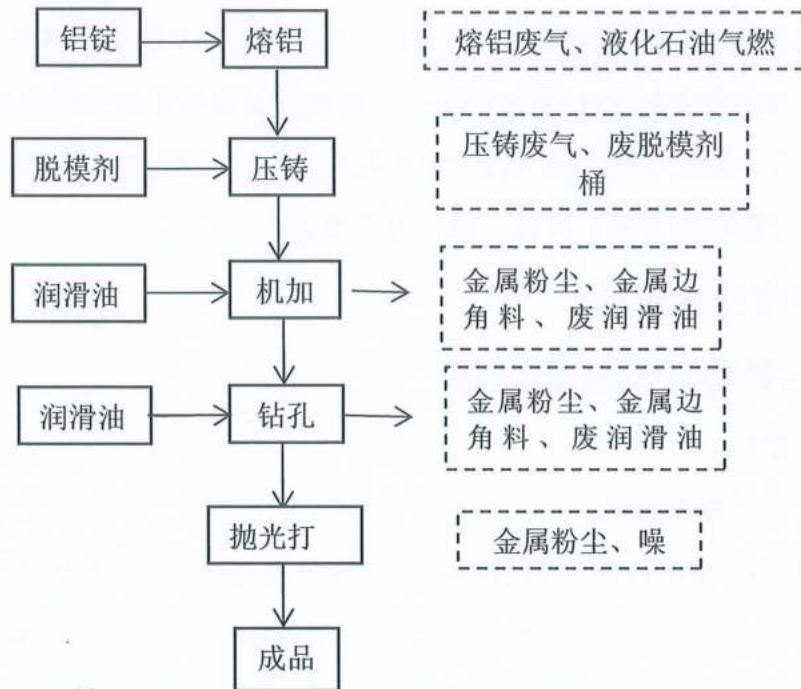 铝锭
熔铝
熔铝废气、液化石油气燃
脱模剂
压铸
压铸废气、废脱模剂
桶
润滑油
机加
金属粉尘、金属边
角料、废润滑油
润滑油
钻孔
金属粉尘、金属边
角料、废润滑油
抛光打
金属粉尘、噪
成品